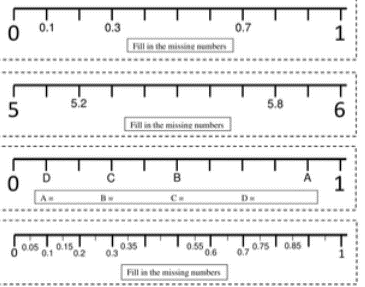 0 0.1 0.3 0.7 1
Fill in the missing numbers
5 5.2 5.8 6
Fill in the missing numbers
0 D C B A 1
A = B = C = D =
0 0.05 0.1 0.15 0.2 0.3 0.35 0.55 0.6 0.7 0.75 0.85 1
Fill in the missing numbers